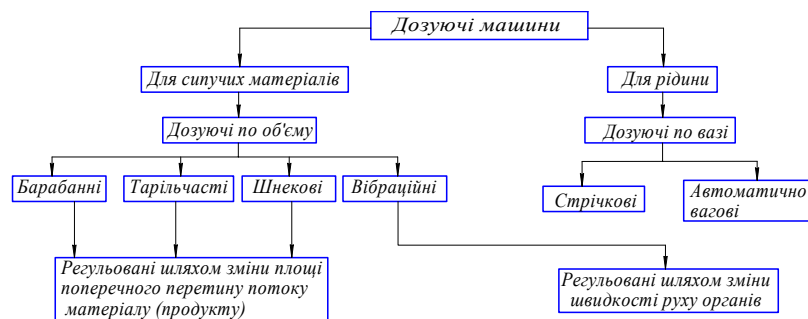 Дозуючі машини
Для сипучих матеріалів
Для рідини
Дозуючі по об'єму
Дозуючі по вазі
Барабанні
Тарільчасті
Шнекові
Вібраційні
Стрічкові
Автоматично
вагові
Регульовані шляхом зміни площі
поперечного перетину потоку
матеріалу (продукту)
Регульовані шляхом зміни
швидкості руху органів